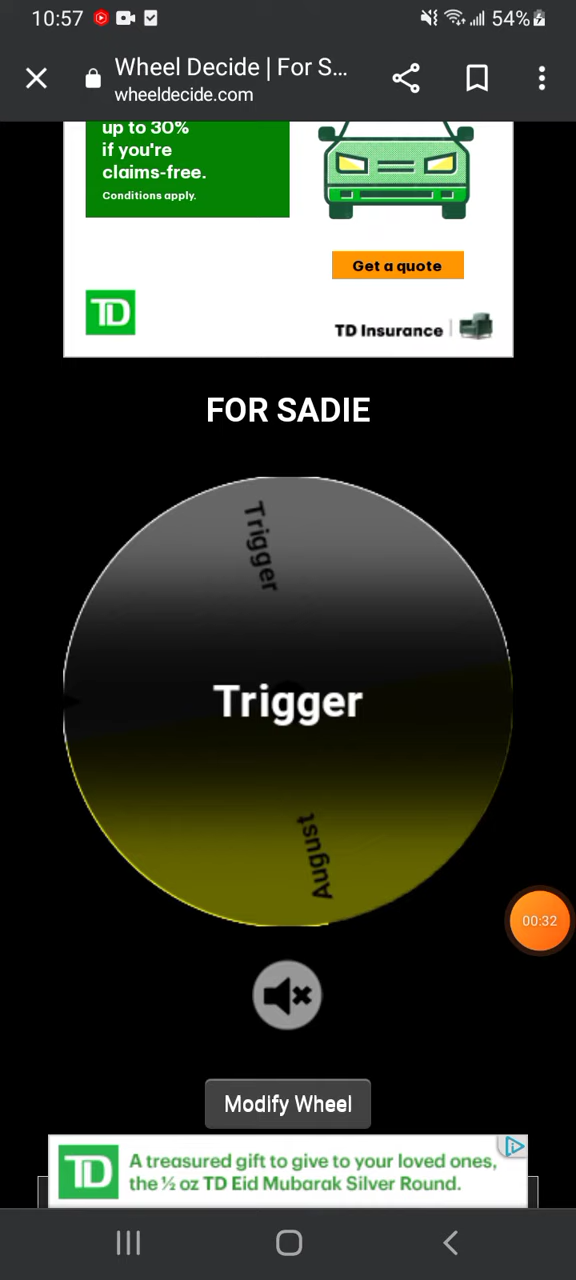 10:57
54%
Wheel Decide | For S...
wheeldecide.com
up to 30%
if you're
claims-free.
Conditions apply.
Get a quote
TD
TD Insurance
FOR SADIE
Trigger
Trigger
August
00:32
Modify Wheel
TD
A treasured gift to give to your loved ones,
the ½ oz TD Eid Mubarak Silver Round.